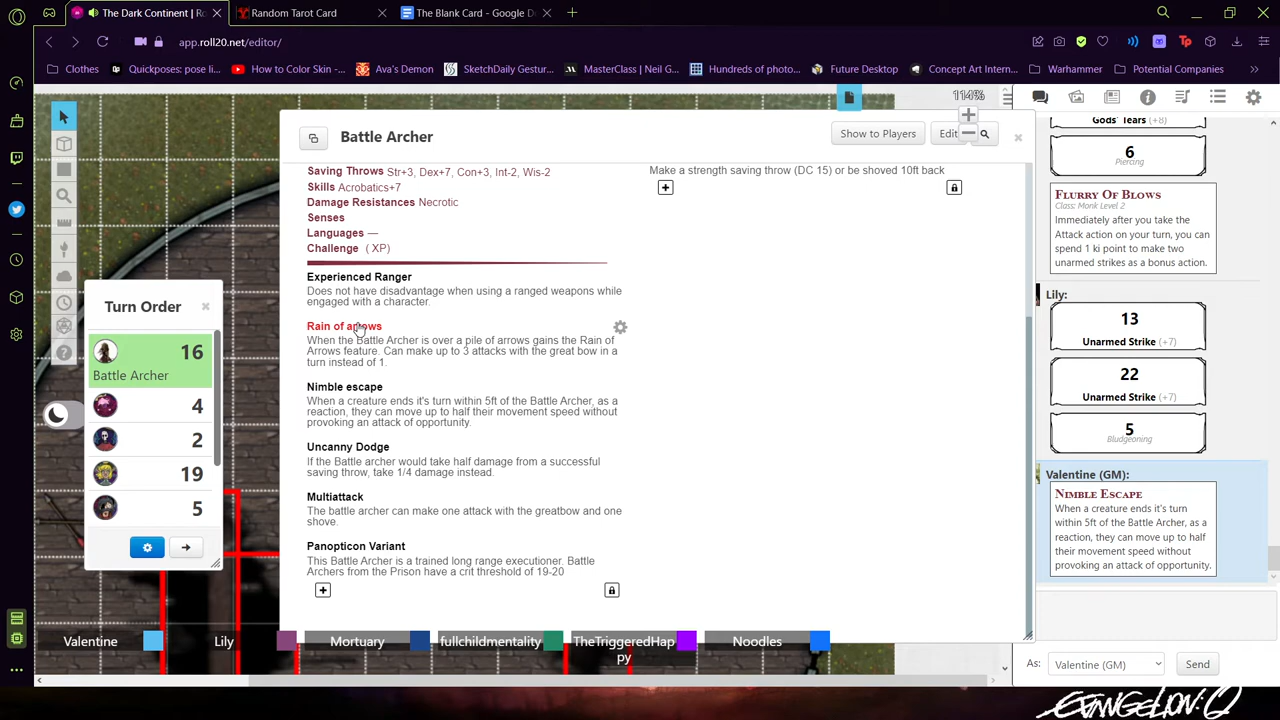 The Dark Continent | Ro
Random Tarot Card
The Blank Card - Google D
app.roll20.net/editor/
Clothes
Quickposes: pose li...
How to Color Skin -...
Ava's Demon
SketchDaily Gestur...
MasterClass | Neil G...
Hundreds of photo...
Future Desktop
Concept Art Intern...
Warhammer
Potential Companies
114%
Battle Archer
Show to Players
Edit
Saving Throws Str+3, Dex+7, Con+3, Int-2, Wis-2
Skills Acrobatics+7
Damage Resistances Necrotic
Senses
Languages —
Challenge ( XP)
Experienced Ranger
Does not have disadvantage when using a ranged weapons while
engaged with a character.
Rain of arrows
When the Battle Archer is over a pile of arrows gains the Rain of
Arrows feature. Can make up to 3 attacks with the great bow in a
turn instead of 1.
Nimble escape
When a creature ends it's turn within 5ft of the Battle Archer, as a
reaction, they can move up to half their movement speed without
provoking an attack of opportunity.
Uncanny Dodge
If the Battle archer would take half damage from a successful
saving throw, take 1/4 damage instead.
Multiattack
The battle archer can make one attack with the greatbow and one
shove.
Panopticon Variant
This Battle Archer is a trained long range executioner. Battle
Archers from the Prison have a crit threshold of 19-20
Make a strength saving throw (DC 15) or be shoved 10ft back
Turn Order
16
Battle Archer
4
2
19
5
Valentine
Lily
Mortuary
fullchildmentality
TheTriggeredHap
py
Noodles
Gods' Tears (+8)
6
Piercing
Flurry Of Blows
Class: Monk Level 2
Immediately after you take the
Attack action on your turn, you can
spend 1 ki point to make two
unarmed strikes as a bonus action.
Lily:
13
Unarmed Strike (+7)
22
Unarmed Strike (+7)
5
Bludgeoning
Valentine (GM):
Nimble Escape
When a creature ends it's turn
within 5ft of the Battle Archer, as a
reaction, they can move up to half
their movement speed without
provoking an attack of opportunity.
As:
Valentine (GM)
Send